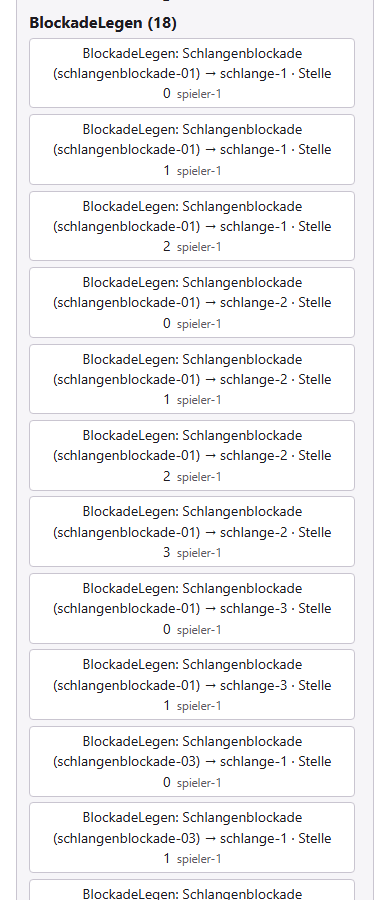 BlockadeLegen (18)
BlockadeLegen: Schlangenblockade
(schlangenblockade-01) → schlange-1 · Stelle
0 spieler-1
BlockadeLegen: Schlangenblockade
(schlangenblockade-01) → schlange-1 · Stelle
1 spieler-1
BlockadeLegen: Schlangenblockade
(schlangenblockade-01) → schlange-1 · Stelle
2 spieler-1
BlockadeLegen: Schlangenblockade
(schlangenblockade-01) → schlange-2 · Stelle
0 spieler-1
BlockadeLegen: Schlangenblockade
(schlangenblockade-01) → schlange-2 · Stelle
1 spieler-1
BlockadeLegen: Schlangenblockade
(schlangenblockade-01) → schlange-2 · Stelle
2 spieler-1
BlockadeLegen: Schlangenblockade
(schlangenblockade-01) → schlange-2 · Stelle
3 spieler-1
BlockadeLegen: Schlangenblockade
(schlangenblockade-01) → schlange-3 · Stelle
0 spieler-1
BlockadeLegen: Schlangenblockade
(schlangenblockade-01) → schlange-3 · Stelle
1 spieler-1
BlockadeLegen: Schlangenblockade
(schlangenblockade-03) → schlange-1 · Stelle
0 spieler-1
BlockadeLegen: Schlangenblockade
(schlangenblockade-03) → schlange-1 · Stelle
1 spieler-1
BlockadeLegen: Schlangenblockade